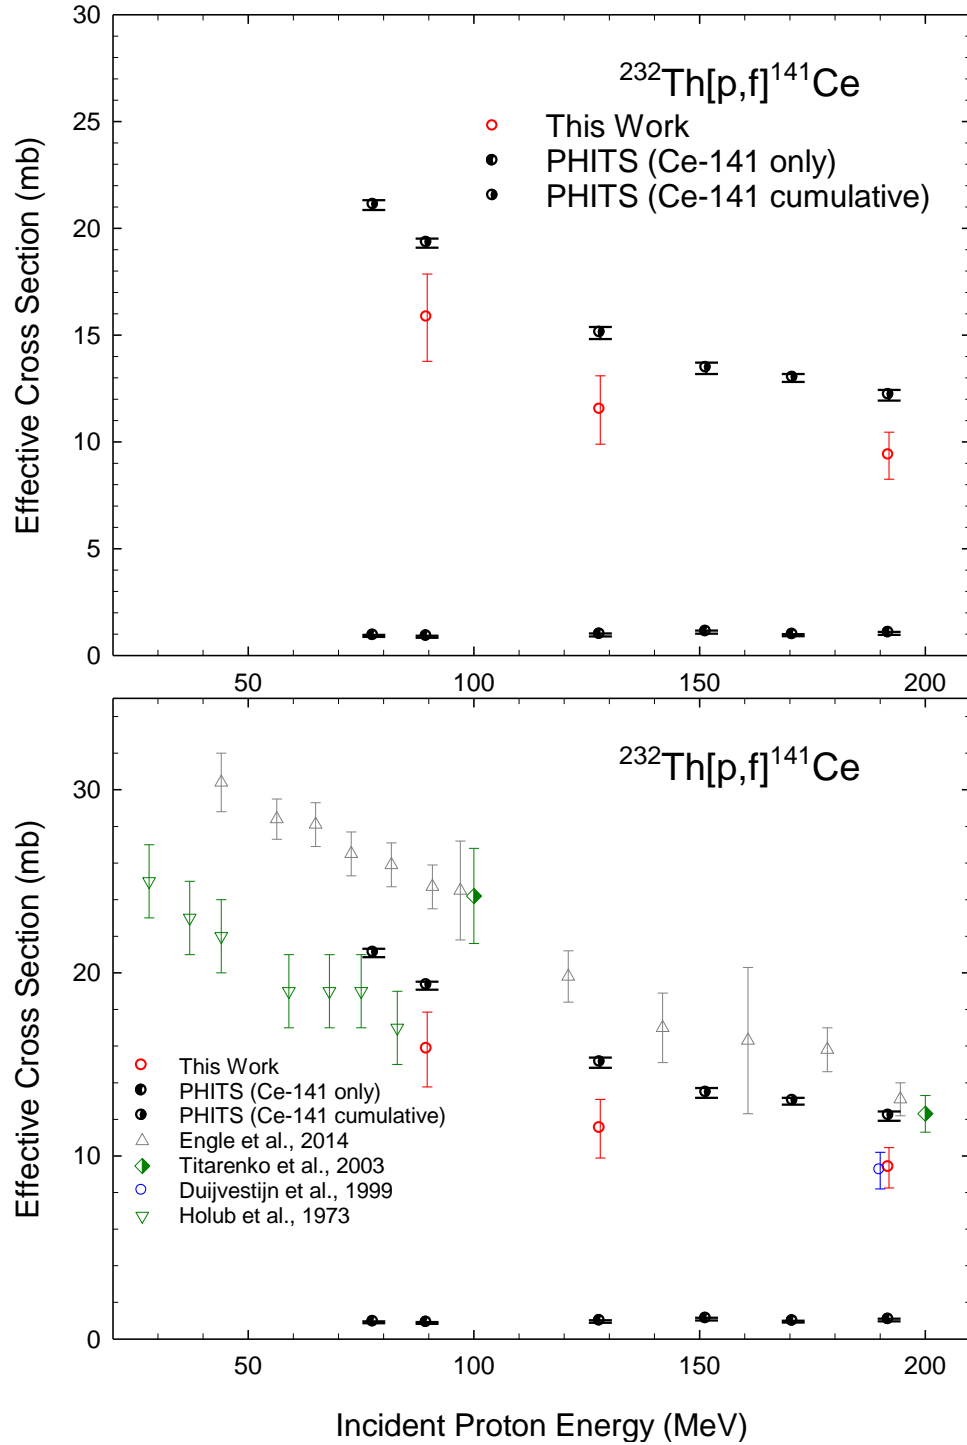 30
25
20
15
10
5
0
Effective Cross Section (mb)
²³²Th[p,f]¹⁴¹Ce
This Work
PHITS (Ce-141 only)
PHITS (Ce-141 cumulative)
50 100 150 200
30
20
10
0
Effective Cross Section (mb)
²³²Th[p,f]¹⁴¹Ce
This Work
PHITS (Ce-141 only)
PHITS (Ce-141 cumulative)
Engle et al., 2014
Titarenko et al., 2003
Duijvestijn et al., 1999
Holub et al., 1973
50 100 150 200
Incident Proton Energy (MeV)